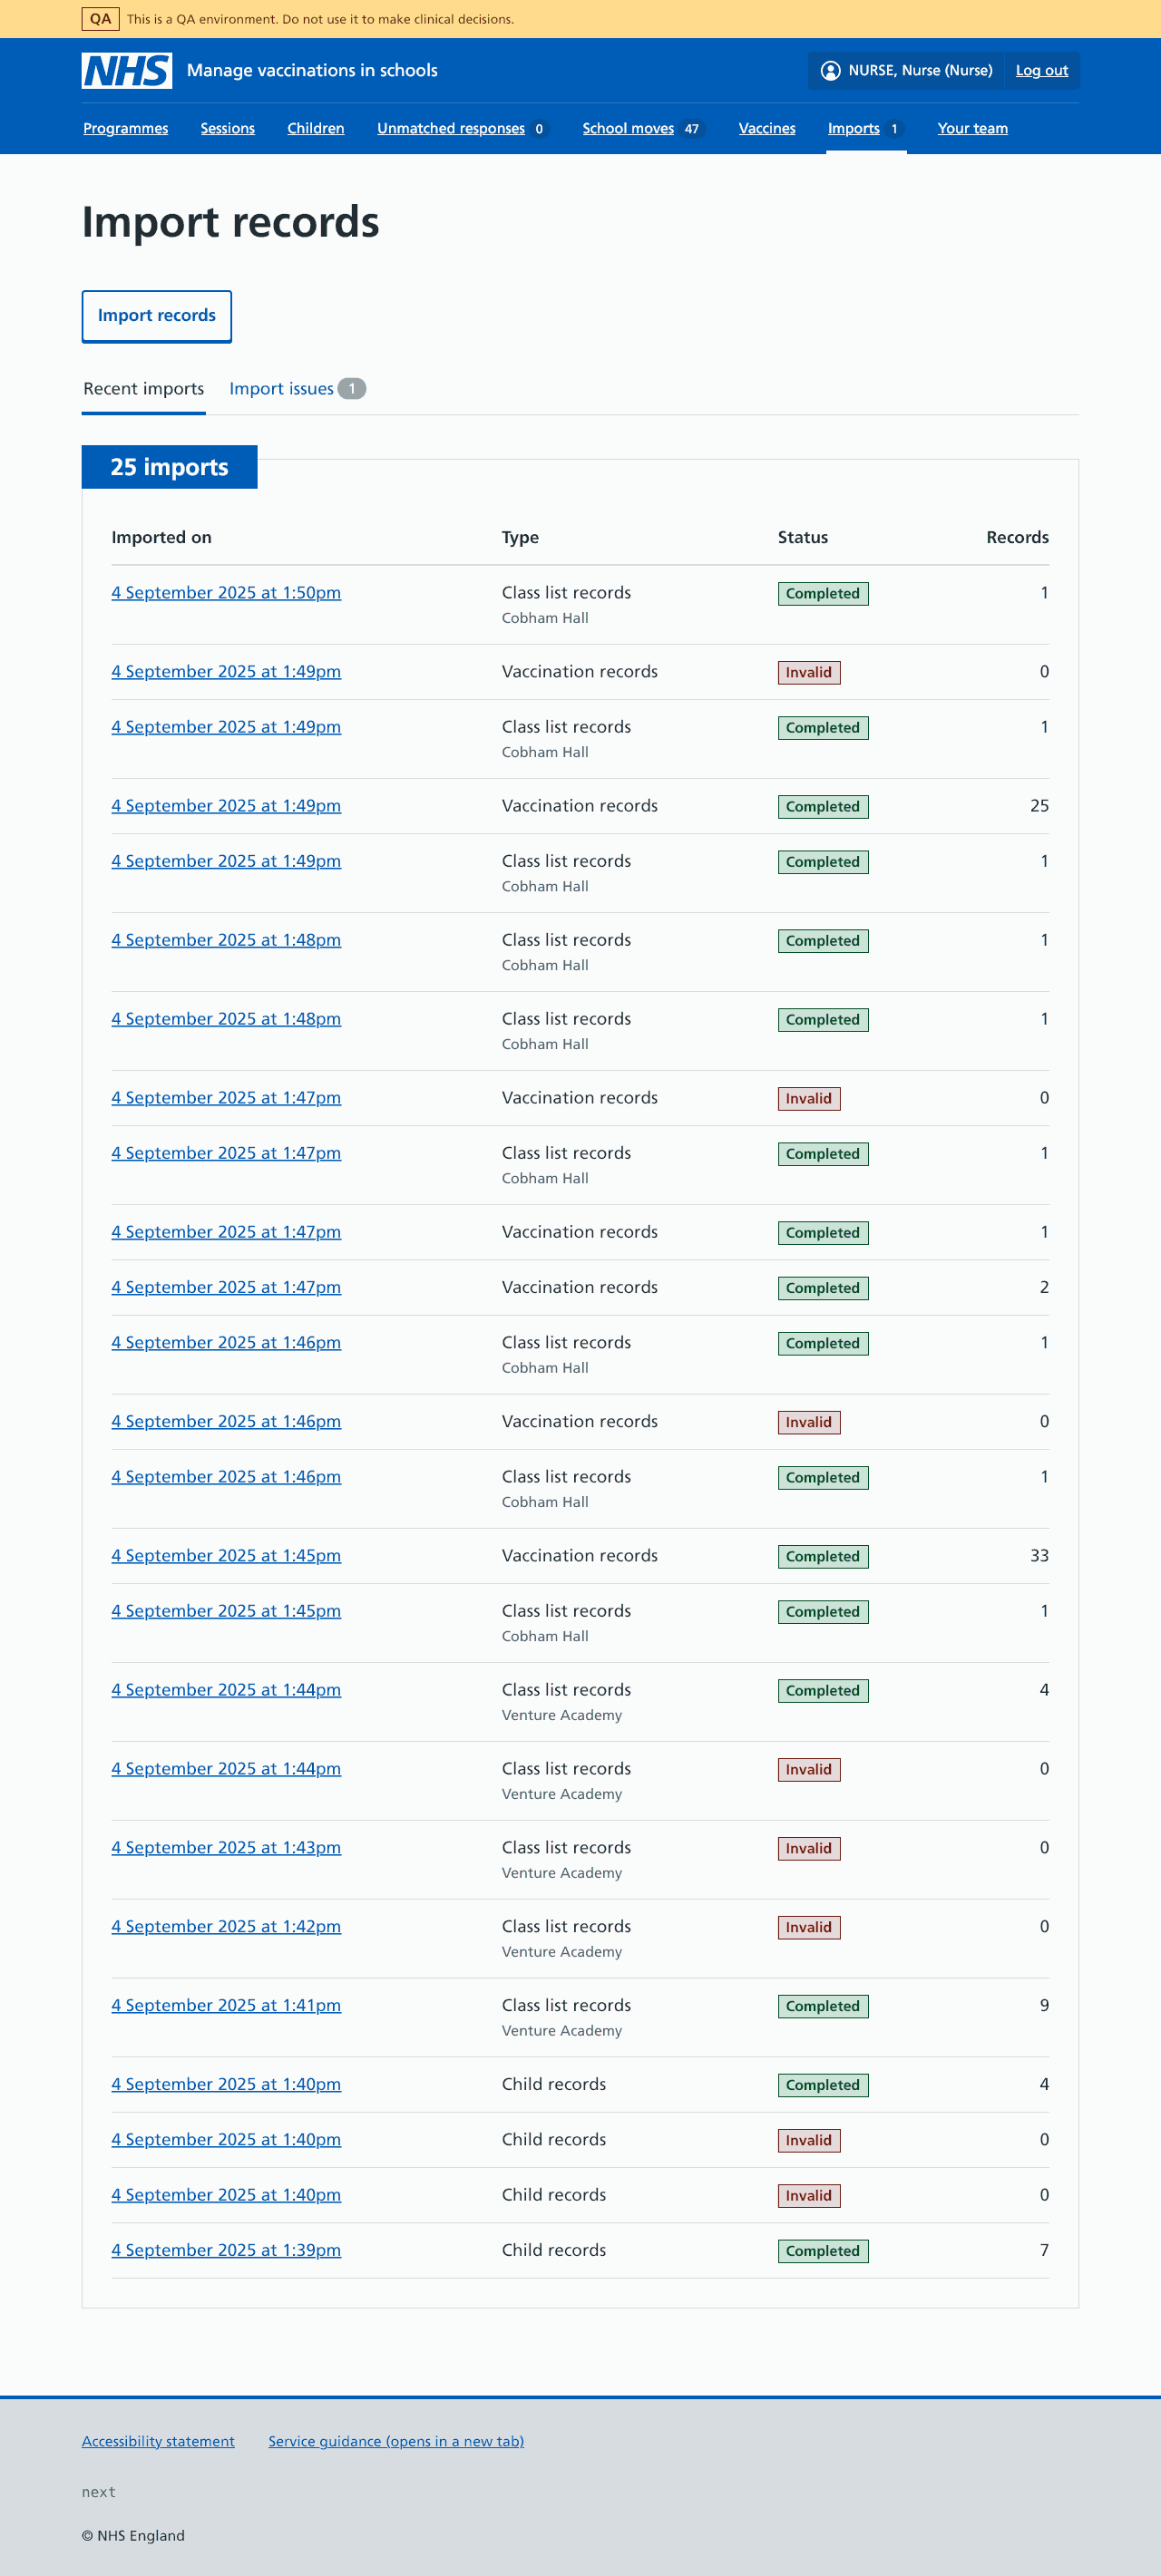 QA This is a QA environment. Do not use it to make clinical decisions.
NHS Manage vaccinations in schools NURSE, Nurse (Nurse) Log out
Programmes Sessions Children Unmatched responses 0 School moves 47 Vaccines Imports 1 Your team
Import records
Import records
Recent imports Import issues 1
25 imports
Imported on Type Status Records
4 September 2025 at 1:50pm Class list records Completed 1
Cobham Hall
4 September 2025 at 1:49pm Vaccination records Invalid 0
4 September 2025 at 1:49pm Class list records Completed 1
Cobham Hall
4 September 2025 at 1:49pm Vaccination records Completed 25
4 September 2025 at 1:49pm Class list records Completed 1
Cobham Hall
4 September 2025 at 1:48pm Class list records Completed 1
Cobham Hall
4 September 2025 at 1:48pm Class list records Completed 1
Cobham Hall
4 September 2025 at 1:47pm Vaccination records Invalid 0
4 September 2025 at 1:47pm Class list records Completed 1
Cobham Hall
4 September 2025 at 1:47pm Vaccination records Completed 1
4 September 2025 at 1:47pm Vaccination records Completed 2
4 September 2025 at 1:46pm Class list records Completed 1
Cobham Hall
4 September 2025 at 1:46pm Vaccination records Invalid 0
4 September 2025 at 1:46pm Class list records Completed 1
Cobham Hall
4 September 2025 at 1:45pm Vaccination records Completed 33
4 September 2025 at 1:45pm Class list records Completed 1
Cobham Hall
4 September 2025 at 1:44pm Class list records Completed 4
Venture Academy
4 September 2025 at 1:44pm Class list records Invalid 0
Venture Academy
4 September 2025 at 1:43pm Class list records Invalid 0
Venture Academy
4 September 2025 at 1:42pm Class list records Invalid 0
Venture Academy
4 September 2025 at 1:41pm Class list records Completed 9
Venture Academy
4 September 2025 at 1:40pm Child records Completed 4
4 September 2025 at 1:40pm Child records Invalid 0
4 September 2025 at 1:40pm Child records Invalid 0
4 September 2025 at 1:39pm Child records Completed 7
Accessibility statement Service guidance (opens in a new tab)
next
© NHS England